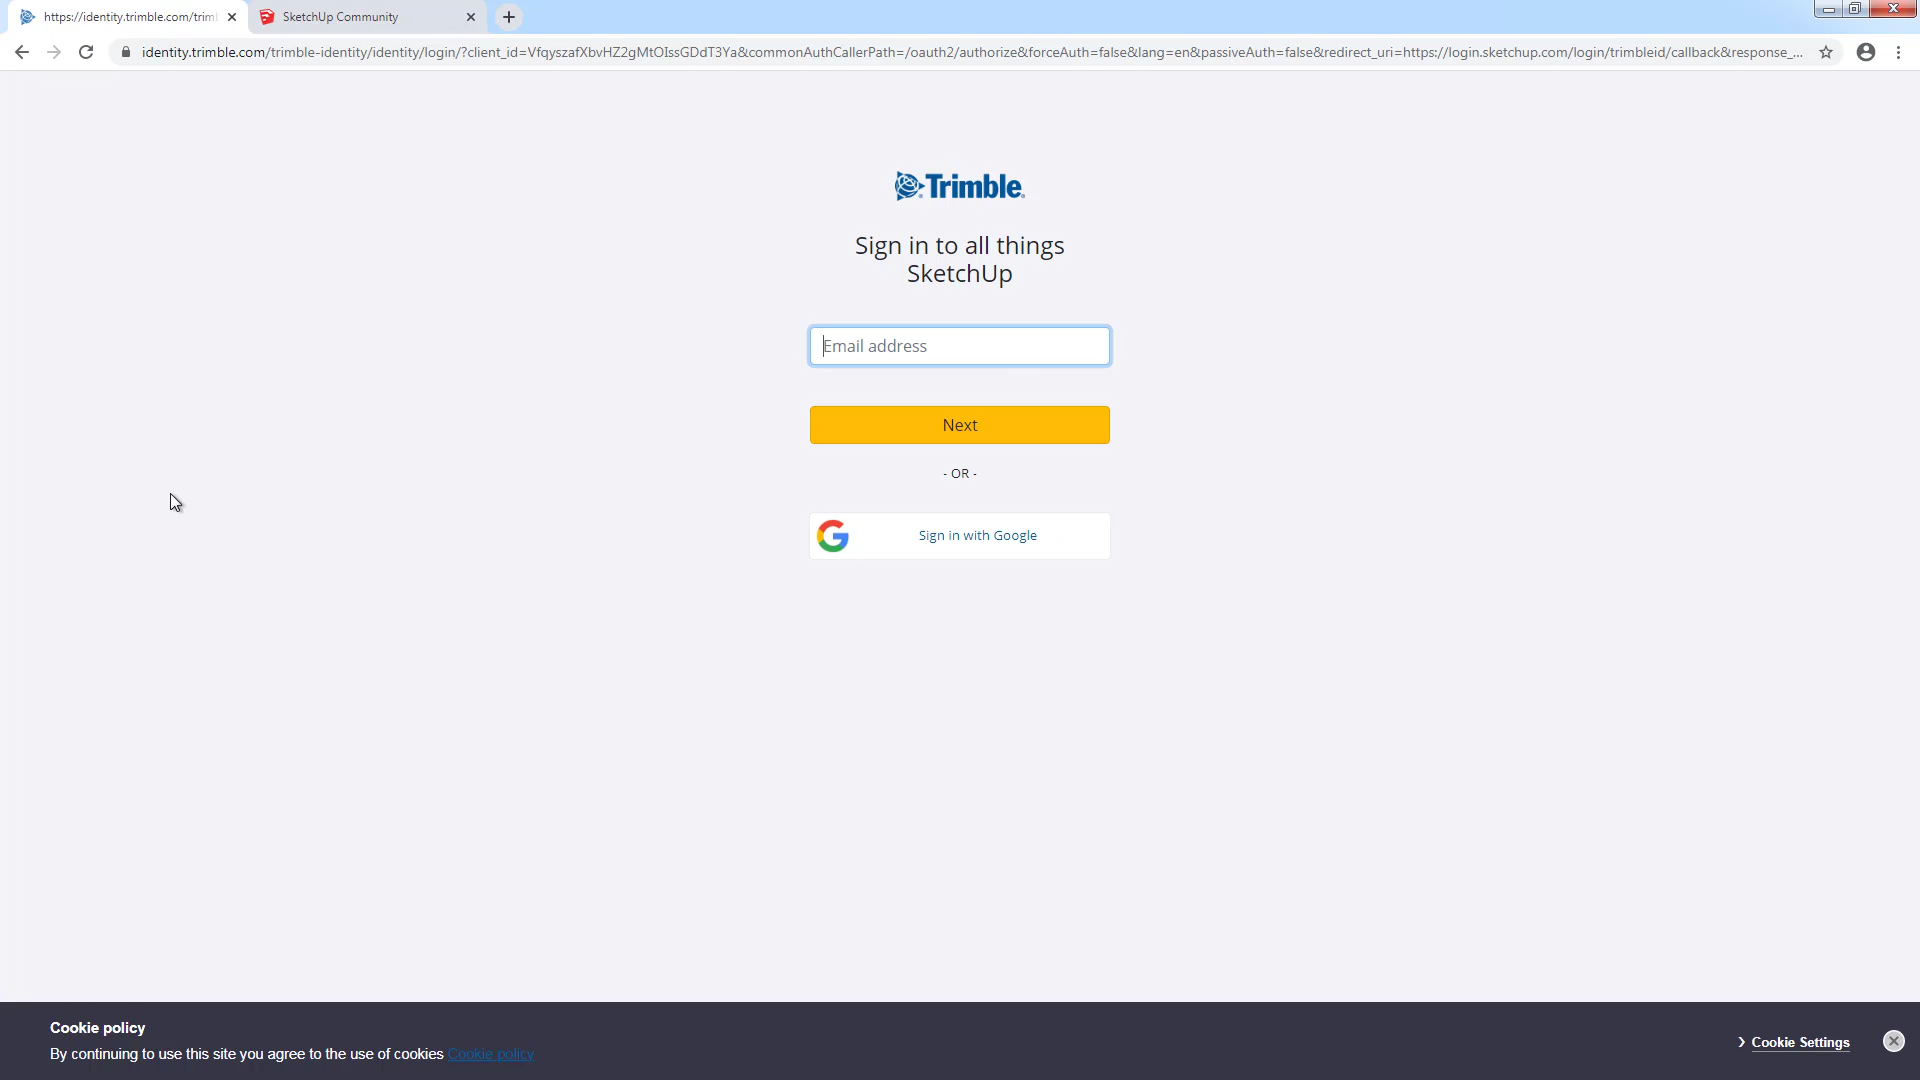 https://identity.trimble.com/trim
SketchUp Community
identity.trimble.com/trimble-identity/identity/login/?client_id=VfqyszafXbvHZ2gMtOIssGDdT3Ya&commonAuthCallerPath=/oauth2/authorize&forceAuth=false&lang=en&passiveAuth=false&redirect_uri=https://login.sketchup.com/login/trimbleid/callback&response_...
Trimble.
Sign in to all things
SketchUp
Email address
Next
- OR -
Sign in with Google
Cookie policy
By continuing to use this site you agree to the use of cookies Cookie policy
Cookie Settings